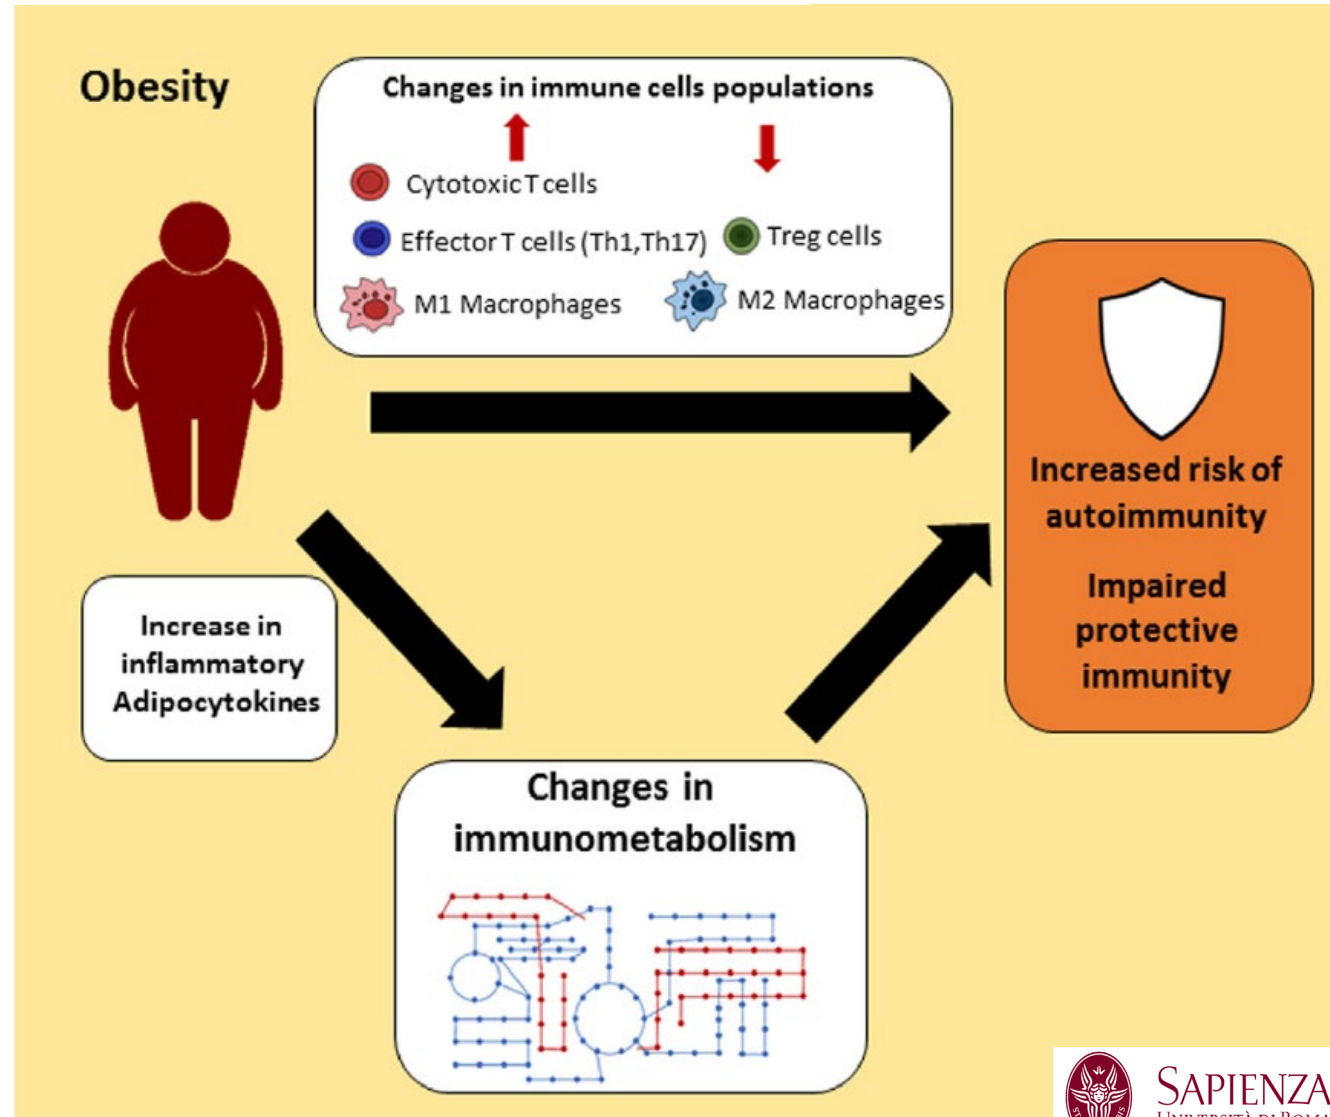 Obesity
Changes in immune cells populations
Cytotoxic T cells
Effector T cells (Th1,Th17)
Treg cells
M1 Macrophages
M2 Macrophages
Increased risk of
autoimmunity
Impaired
protective
immunity
Increase in
inflammatory
Adipocytokines
Changes in
immunometabolism
SAPIENZA